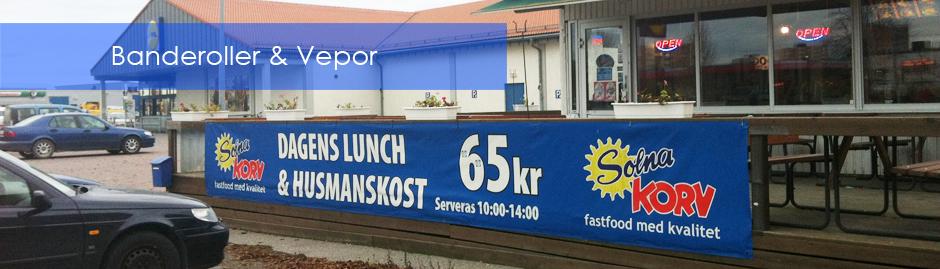 Banderoller & Vepor
OPEN
OPEN
Solna
KORV
fastfood med kvalitet
DAGENS LUNCH
& HUSMANSKOST
65kr
Serveras 10:00-14:00
Solna
KORV
fastfood med kvalitet